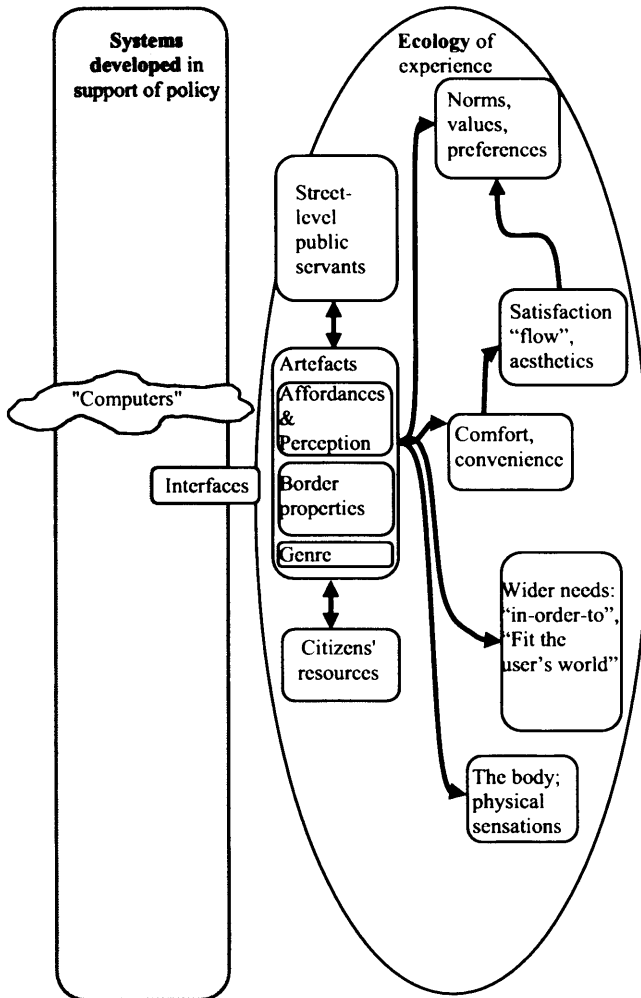 Systems
developed in
support of policy
"Computers"
Interfaces
Ecology of
experience
Street-
level
public
servants
Artefacts
Affordances
&
Perception
Border
properties
Genre
Citizens'
resources
Norms,
values,
preferences
Satisfaction
“flow”,
aesthetics
Comfort,
convenience
Wider needs:
“in-order-to”,
“Fit the
user’s world”
The body;
physical
sensations